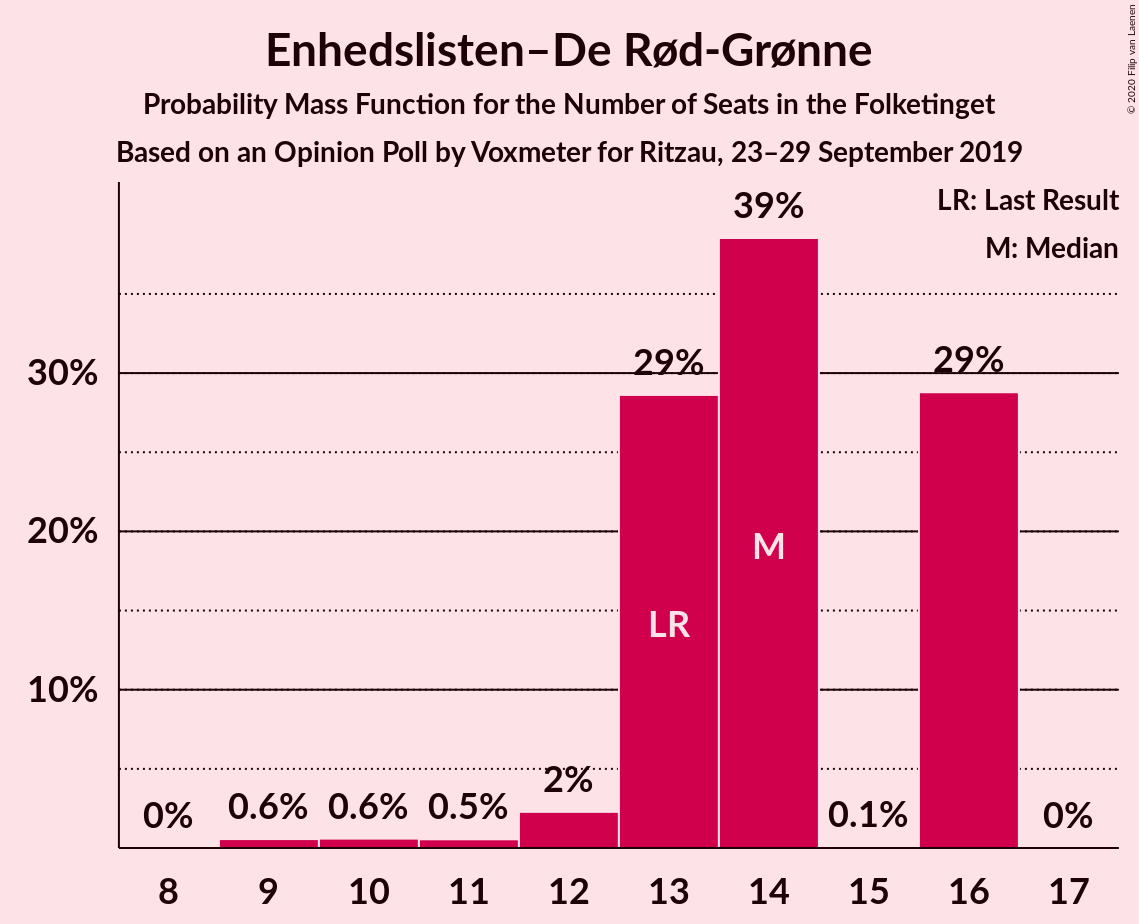 Enhedslisten–De Rød-Grønne
Probability Mass Function for the Number of Seats in the Folketinget
Based on an Opinion Poll by Voxmeter for Ritzau, 23–29 September 2019
© 2020 Filip van Laenen
LR: Last Result
M: Median
39%
30%
29%
29%
20%
M
LR
10%
0%
0.6%
0.6%
0.5%
2%
0.1%
0%
8 9 10 11 12 13 14 15 16 17